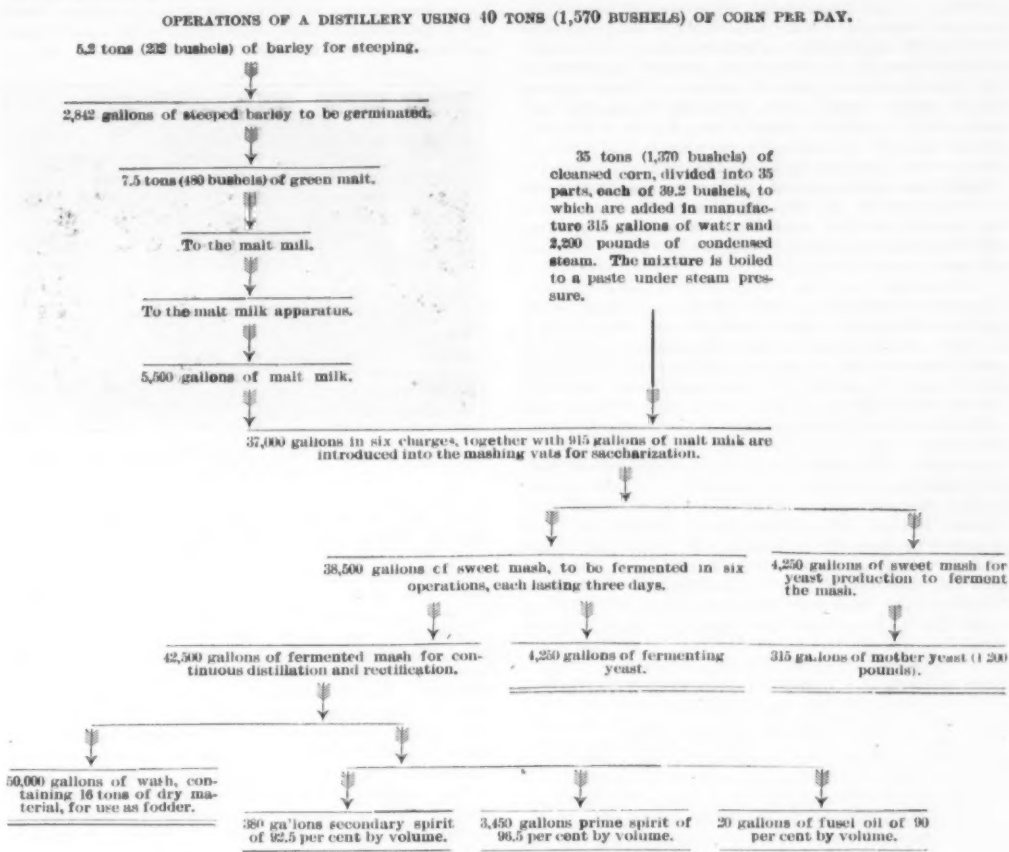 OPERATIONS OF A DISTILLERY USING 40 TONS (1,570 BUSHELS) OF CORN PER DAY.
5.2 tons (232 bushels) of barley for steeping.
2,842 gallons of steeped barley to be germinated.
7.5 tons (480 bushels) of green malt.
To the malt mill.
To the malt milk apparatus.
5,500 gallons of malt milk.
35 tons (1,370 bushels) of
cleansed corn, divided into 35
parts, each of 39.2 bushels, to
which are added in manufac-
ture 315 gallons of water and
2,200 pounds of condensed
steam. The mixture is boiled
to a paste under steam pres-
sure.
37,000 gallons in six charges, together with 915 gallons of malt milk are
introduced into the mashing vats for saccharization.
38,500 gallons of sweet mash, to be fermented in six
operations, each lasting three days.
4,250 gallons of sweet mash for
yeast production to ferment
the mash.
42,500 gallons of fermented mash for con-
tinuous distillation and rectification.
4,250 gallons of fermenting
yeast.
315 gallons of mother yeast (1 200
pounds).
50,000 gallons of wash, con-
taining 16 tons of dry ma-
terial, for use as fodder.
380 gallons secondary spirit
of 92.5 per cent by volume.
3,450 gallons prime spirit of
96.5 per cent by volume.
20 gallons of fusel oil of 90
per cent by volume.